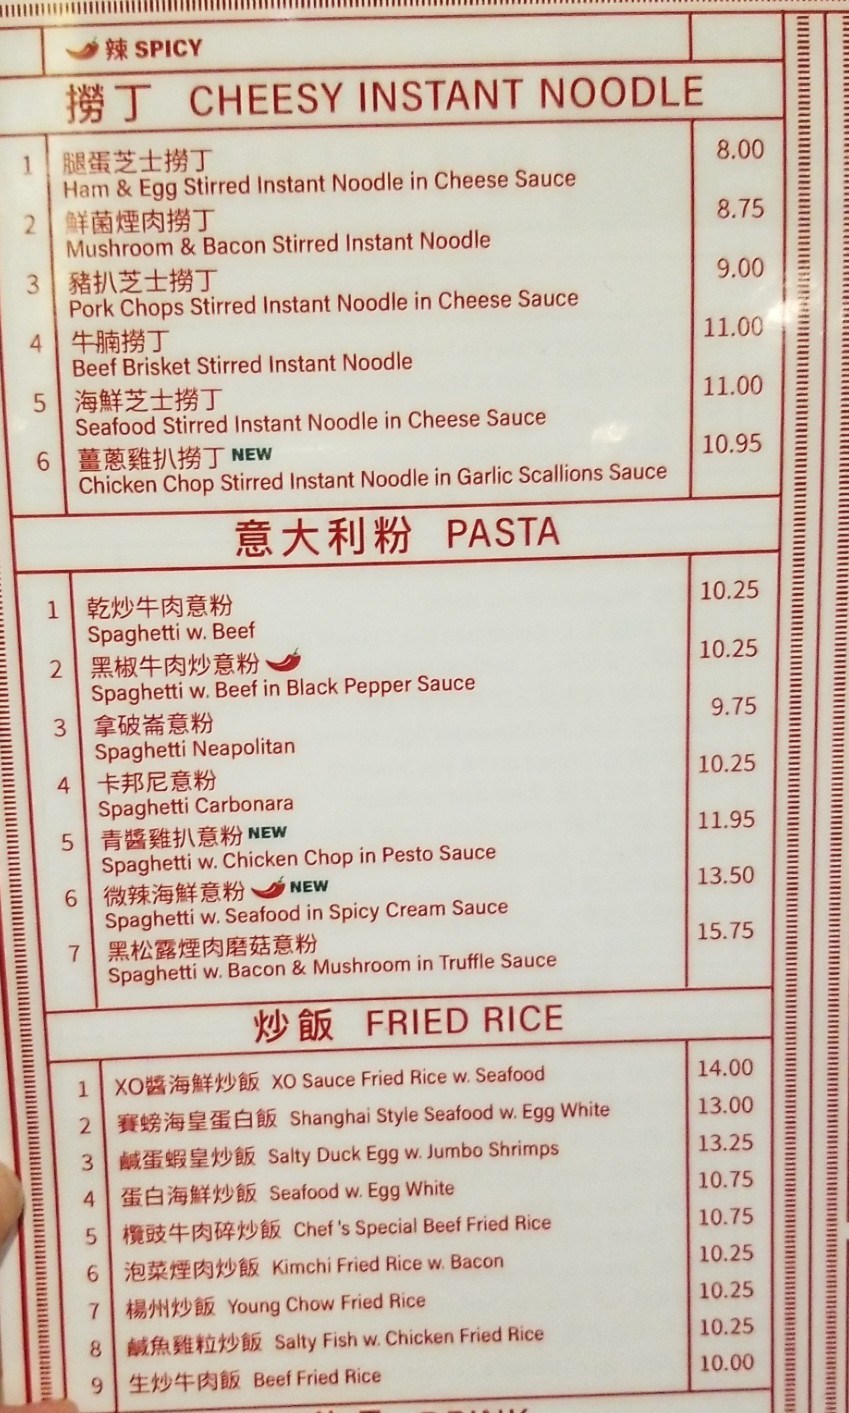 辣 SPICY
撈丁 CHEESY INSTANT NOODLE
1 腿蛋芝士撈丁 8.00
Ham & Egg Stirred Instant Noodle in Cheese Sauce
2 鮮菌煙肉撈丁 8.75
Mushroom & Bacon Stirred Instant Noodle
3 豬扒芝士撈丁 9.00
Pork Chops Stirred Instant Noodle in Cheese Sauce
4 牛腩撈丁 11.00
Beef Brisket Stirred Instant Noodle
5 海鮮芝士撈丁 11.00
Seafood Stirred Instant Noodle in Cheese Sauce
6 薑蔥雞扒撈丁 NEW 10.95
Chicken Chop Stirred Instant Noodle in Garlic Scallions Sauce
意大利粉 PASTA
1 乾炒牛肉意粉 10.25
Spaghetti w. Beef
2 黑椒牛肉炒意粉 10.25
Spaghetti w. Beef in Black Pepper Sauce
3 拿破崙意粉 9.75
Spaghetti Neapolitan
4 卡邦尼意粉 10.25
Spaghetti Carbonara
5 青醬雞扒意粉 NEW 11.95
Spaghetti w. Chicken Chop in Pesto Sauce
6 微辣海鮮意粉 NEW 13.50
Spaghetti w. Seafood in Spicy Cream Sauce
7 黑松露煙肉磨菇意粉 15.75
Spaghetti w. Bacon & Mushroom in Truffle Sauce
炒飯 FRIED RICE
1 XO醬海鮮炒飯 XO Sauce Fried Rice w. Seafood 14.00
2 賽螃海皇蛋白飯 Shanghai Style Seafood w. Egg White 13.00
3 鹹蛋蝦皇炒飯 Salty Duck Egg w. Jumbo Shrimps 13.25
4 蛋白海鮮炒飯 Seafood w. Egg White 10.75
5 欖豉牛肉碎炒飯 Chef's Special Beef Fried Rice 10.75
6 泡菜煙肉炒飯 Kimchi Fried Rice w. Bacon 10.25
7 楊州炒飯 Young Chow Fried Rice 10.25
8 鹹魚雞粒炒飯 Salty Fish w. Chicken Fried Rice 10.25
9 生炒牛肉飯 Beef Fried Rice 10.00